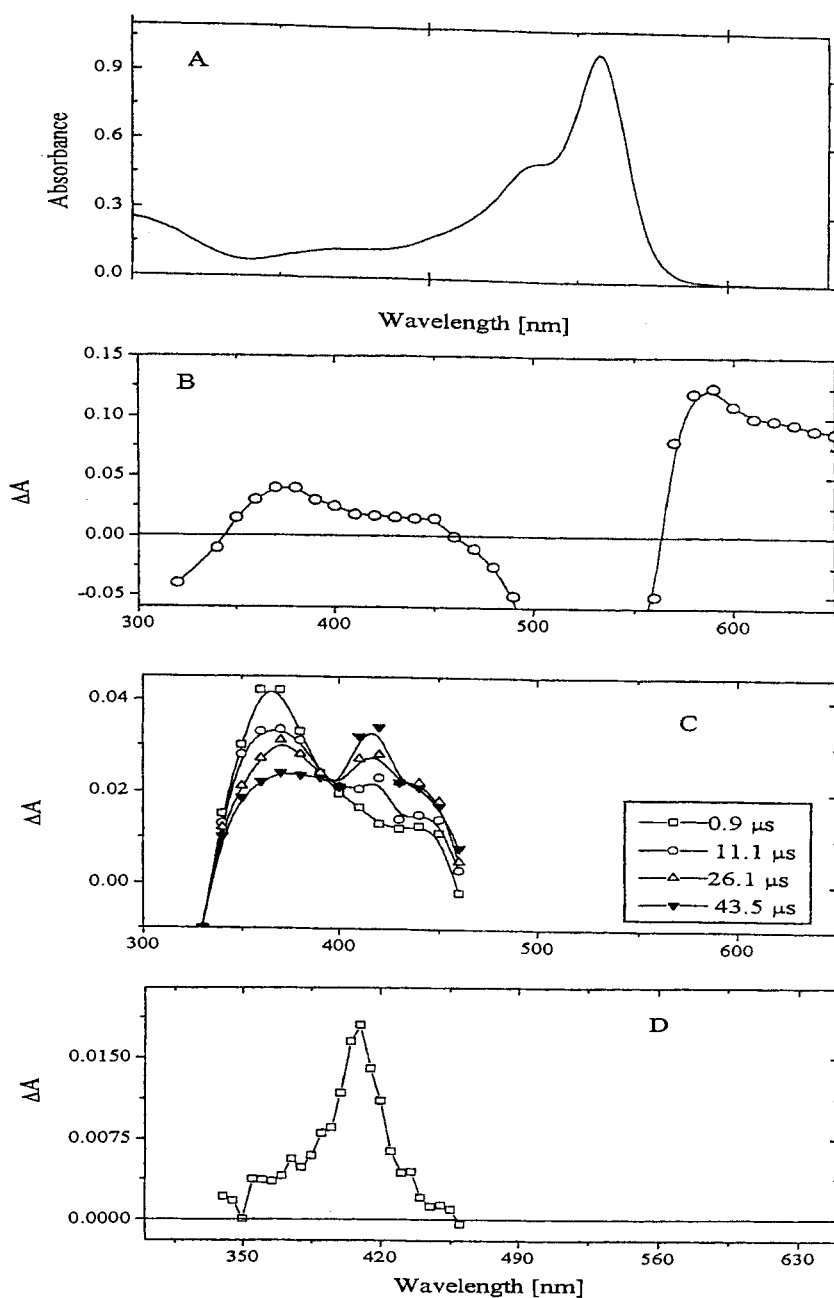 A
Absorbance
0.9
0.6
0.3
0.0
Wavelength [nm]
B
ΔA
0.15
0.10
0.05
0.00
-0.05
300 400 500 600
C
ΔA
0.04
0.02
0.00
0.9 μs
11.1 μs
26.1 μs
43.5 μs
300 400 500 600
D
ΔA
0.0150
0.0075
0.0000
350 420 490 560 630
Wavelength [nm]